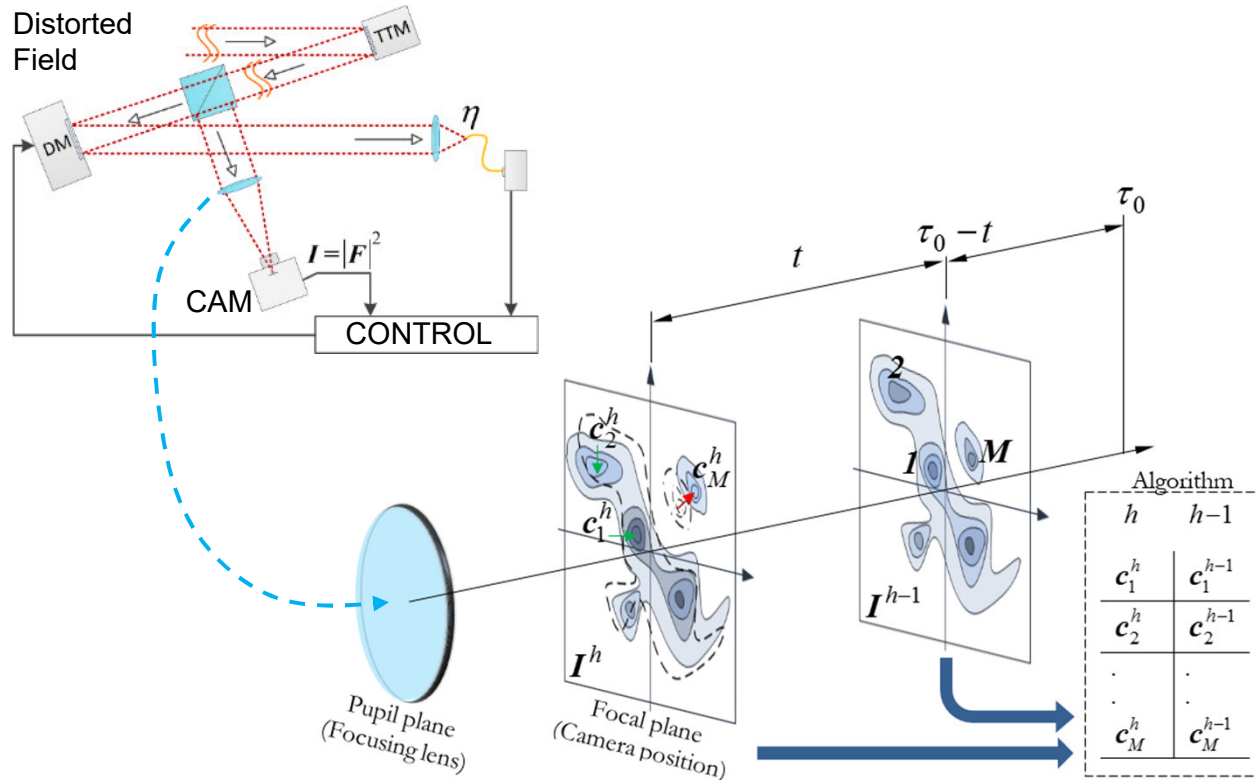 Distorted
Field
TTM
DM
η
I = |F|²
CAM
CONTROL
τ₀
τ₀ − t
t
2
1
M
c₂ʰ
c_Mʰ
c₁ʰ
Iʰ
Iʰ⁻¹
Pupil plane
(Focusing lens)
Focal plane
(Camera position)
Algorithm
h h−1
c₁ʰ c₁ʰ⁻¹
c₂ʰ c₂ʰ⁻¹
. .
. .
c_Mʰ c_Mʰ⁻¹